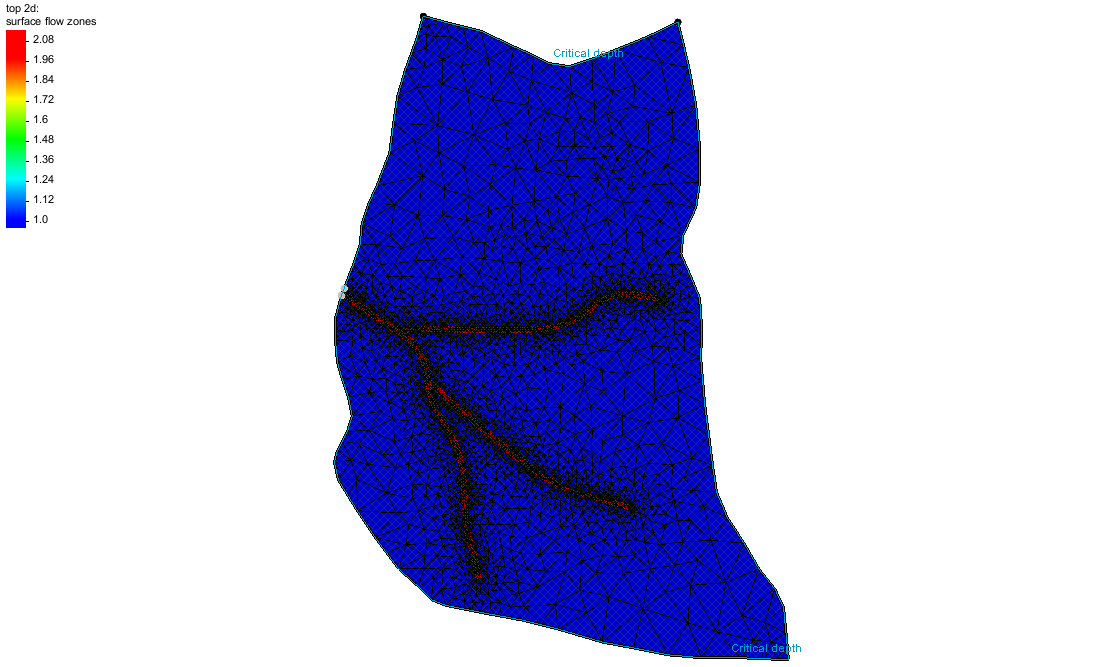 top 2d:
surface flow zones
2.08
1.96
1.84
1.72
1.6
1.48
1.36
1.24
1.12
1.0
Critical depth
Critical depth